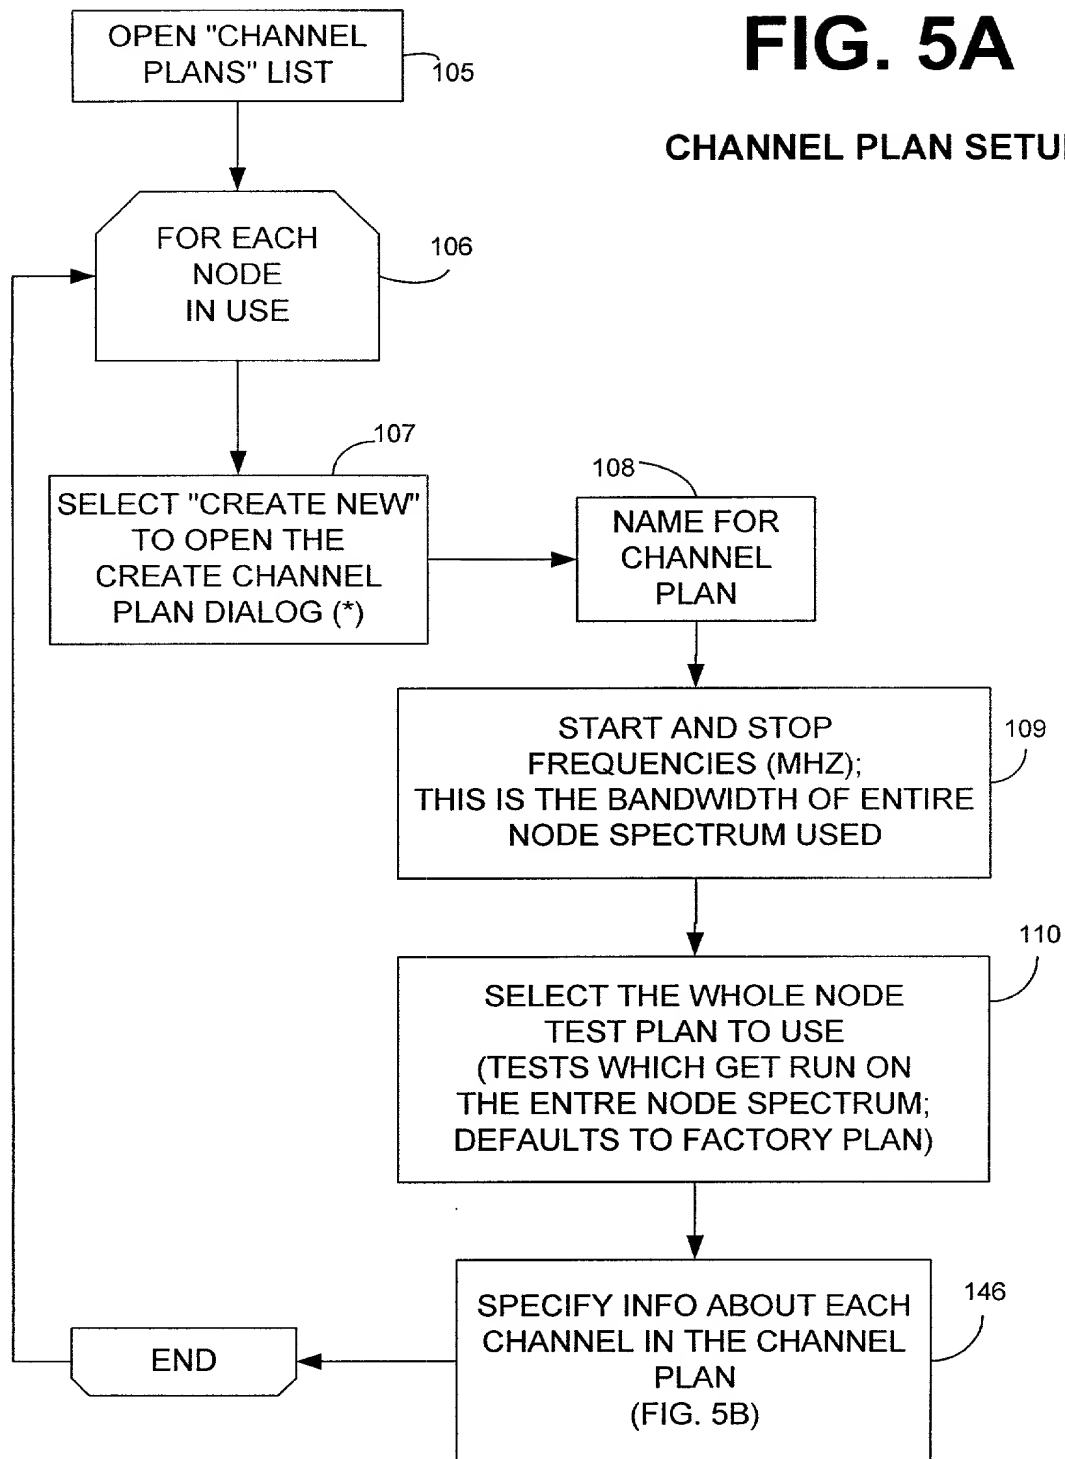 FIG. 5A
CHANNEL PLAN SETU
OPEN "CHANNEL
PLANS" LIST
105
FOR EACH
NODE
IN USE
106
107
SELECT "CREATE NEW"
TO OPEN THE
CREATE CHANNEL
PLAN DIALOG (*)
108
NAME FOR
CHANNEL
PLAN
START AND STOP
FREQUENCIES (MHZ);
THIS IS THE BANDWIDTH OF ENTIRE
NODE SPECTRUM USED
109
110
SELECT THE WHOLE NODE
TEST PLAN TO USE
(TESTS WHICH GET RUN ON
THE ENTRE NODE SPECTRUM;
DEFAULTS TO FACTORY PLAN)
SPECIFY INFO ABOUT EACH
CHANNEL IN THE CHANNEL
PLAN
(FIG. 5B)
146
END